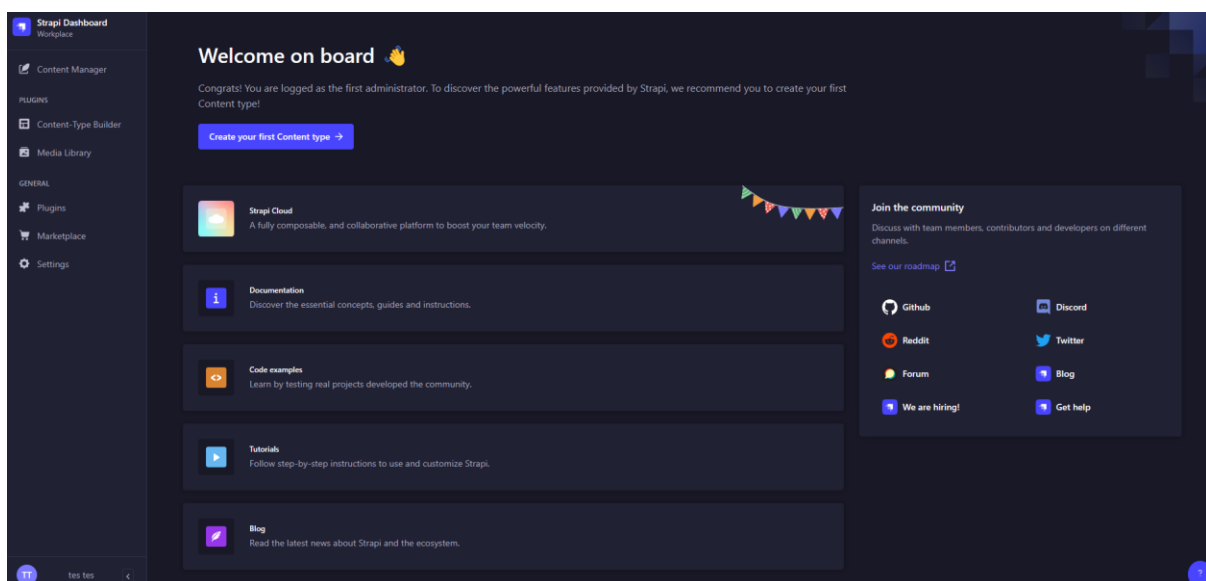 Strapi Dashboard
Workplace
Content Manager
PLUGINS
Content-Type Builder
Media Library
GENERAL
Plugins
Marketplace
Settings
TT
tes tes
Welcome on board
Congrats! You are logged as the first administrator. To discover the powerful features provided by Strapi, we recommend you to create your first
Content type!
Create your first Content type →
Strapi Cloud
A fully composable, and collaborative platform to boost your team velocity.
Documentation
Discover the essential concepts, guides and instructions.
Code examples
Learn by testing real projects developed the community.
Tutorials
Follow step-by-step instructions to use and customize Strapi.
Blog
Read the latest news about Strapi and the ecosystem.
Join the community
Discuss with team members, contributors and developers on different
channels.
See our roadmap
Github
Discord
Reddit
Twitter
Forum
Blog
We are hiring!
Get help
?